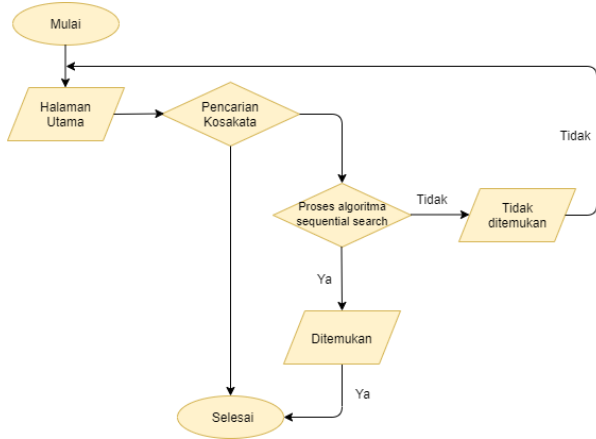 Mulai
Halaman
Utama
Pencarian
Kosakata
Tidak
Proses algoritma
sequential search
Tidak
Tidak
ditemukan
Ya
Ditemukan
Ya
Selesai